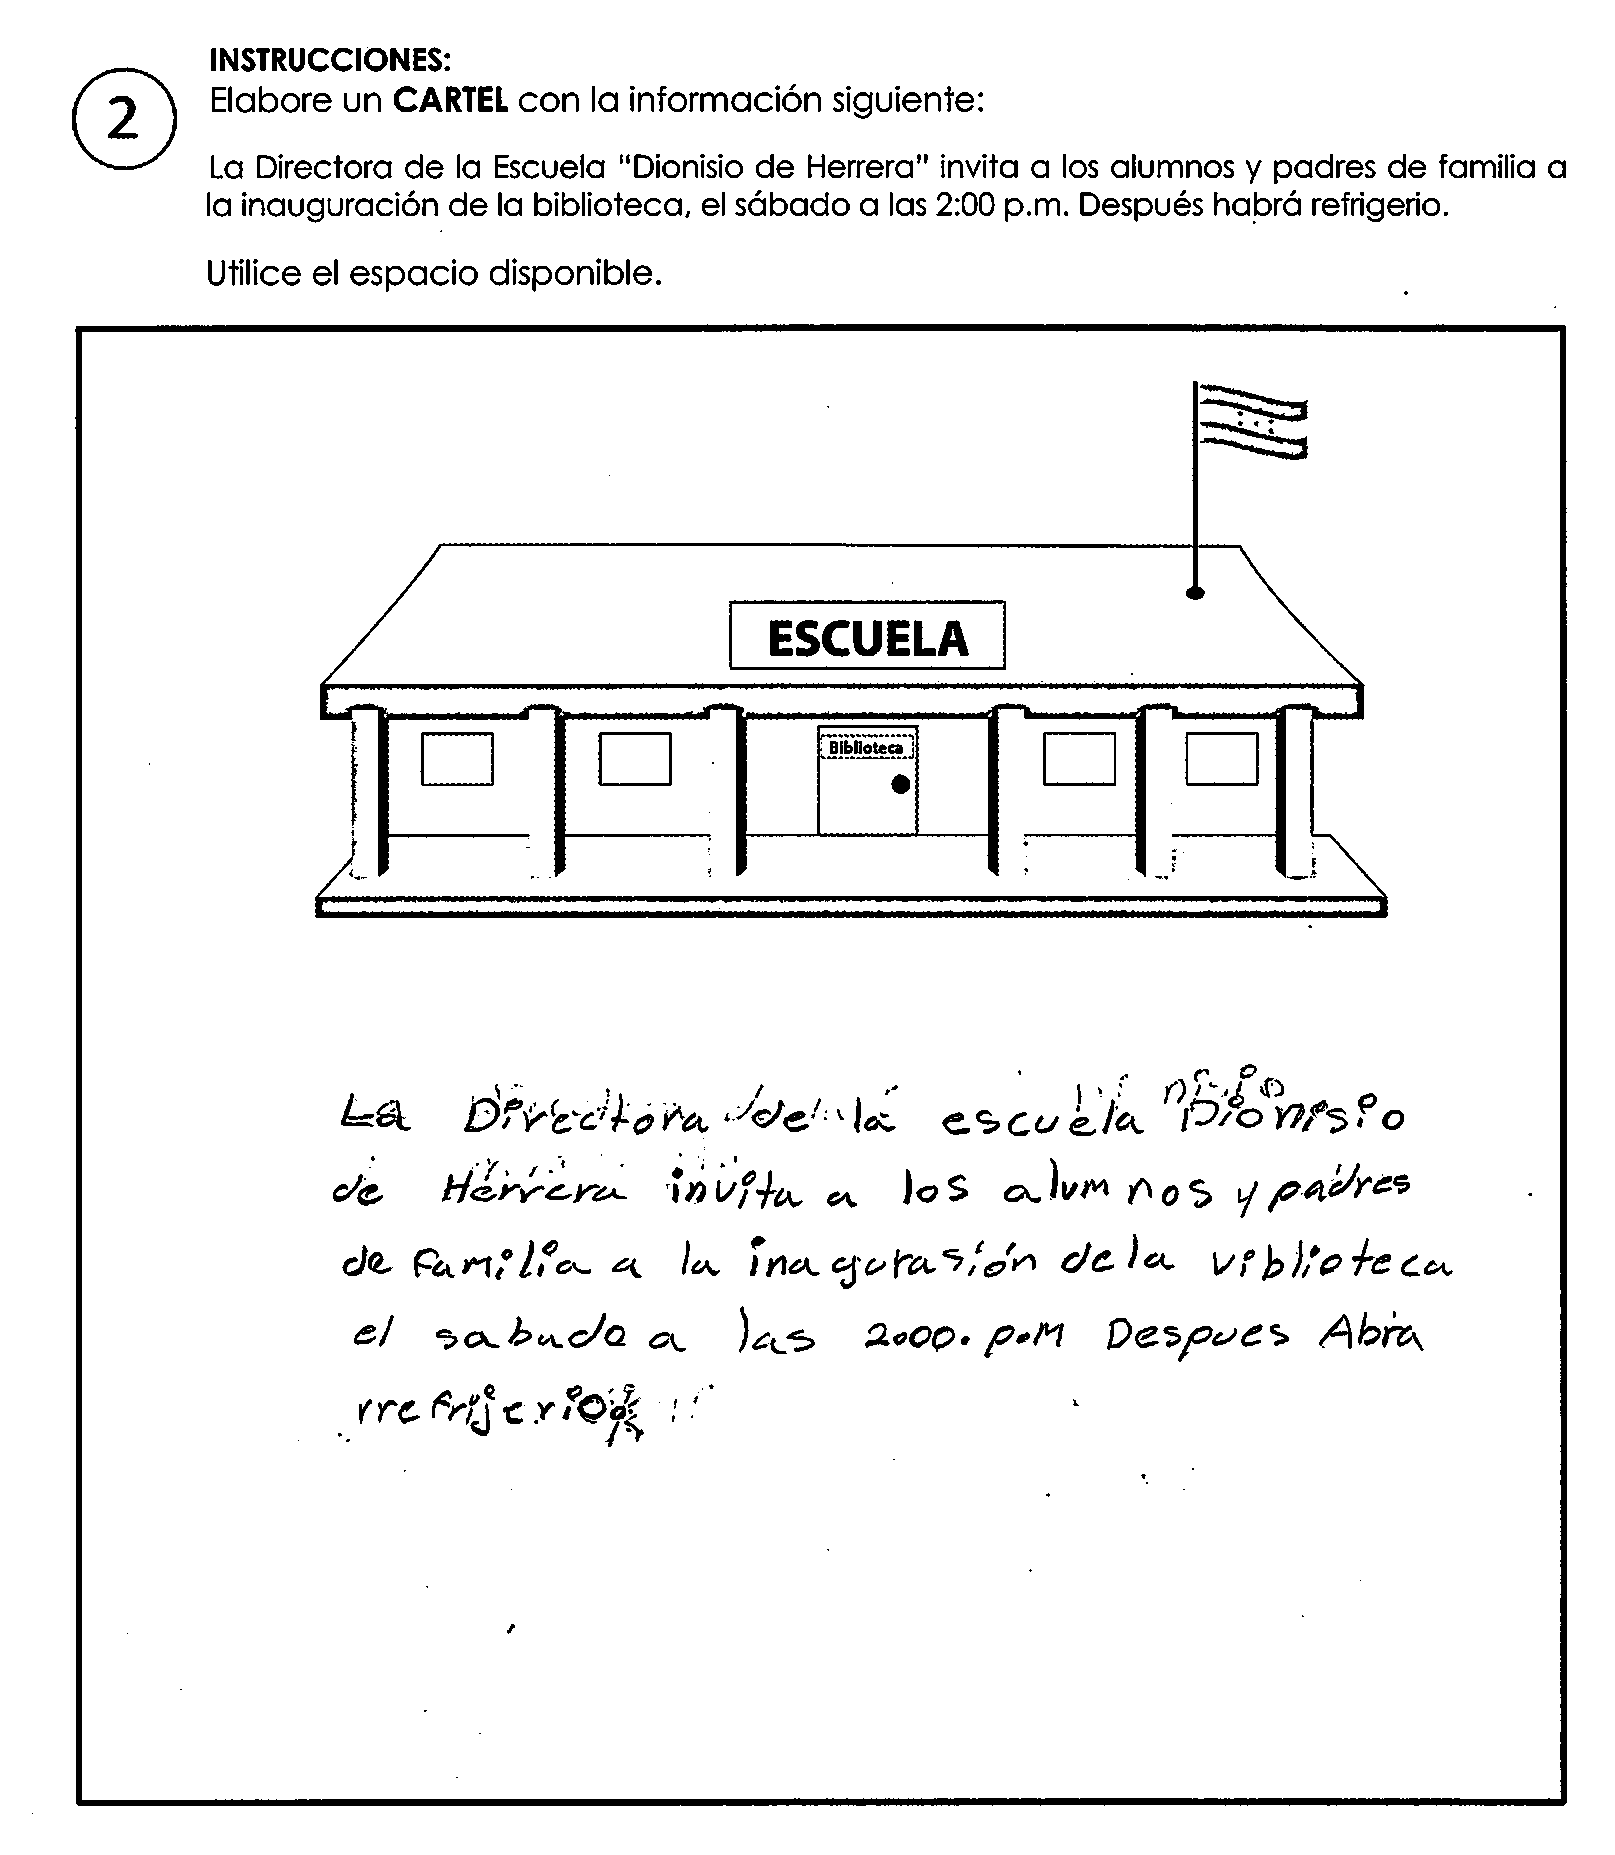 INSTRUCCIONES:
2
Elabore un CARTEL con la información siguiente:
La Directora de la Escuela "Dionisio de Herrera" invita a los alumnos y padres de familia a
la inauguración de la biblioteca, el sábado a las 2:00 p.m. Después habrá refrigerio.
Utilice el espacio disponible.
ESCUELA
Biblioteca
La Directora de la escuela "Dionisio
de Herrera invita a los alumnos y padres
de familia a la inagurasión de la viblioteca
el sabado a las 2.00. p.m Despues Abra
rrefrijerio